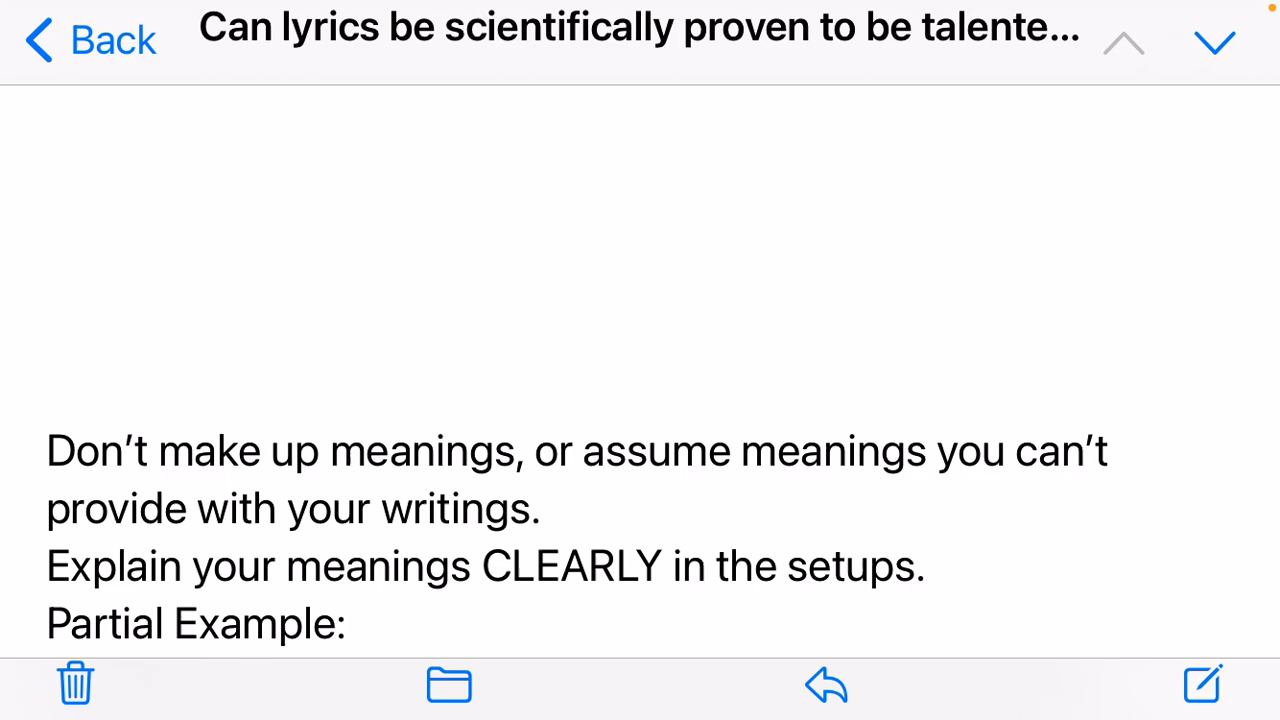 Back
Can lyrics be scientifically proven to be talente...
Don’t make up meanings, or assume meanings you can’t
provide with your writings.
Explain your meanings CLEARLY in the setups.
Partial Example: